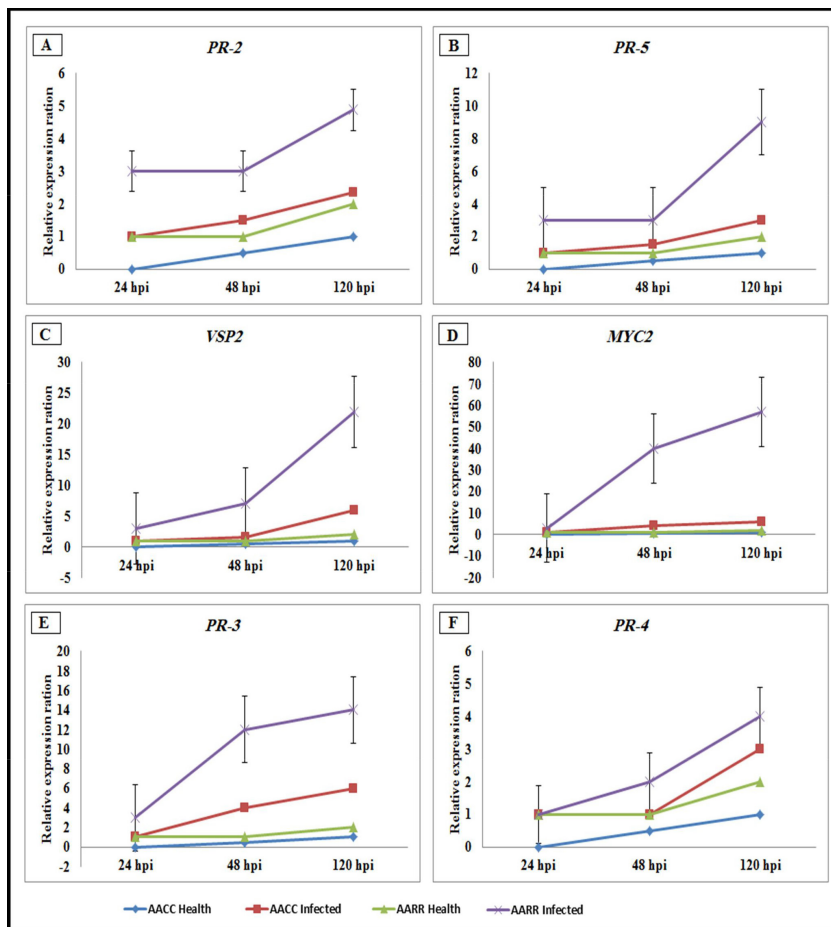 A
PR-2
Relative expression ration
6
5
4
3
2
1
0
24 hpi 48 hpi 120 hpi
B
PR-5
Relative expression ration
12
10
8
6
4
2
0
24 hpi 48 hpi 120 hpi
C
VSP2
Relative expression ration
30
25
20
15
10
5
0
-5
24 hpi 48 hpi 120 hpi
D
MYC2
Relative expression ration
80
70
60
50
40
30
20
10
0
-10
-20
24 hpi 48 hpi 120 hpi
E
PR-3
Relative expression ration
20
18
16
14
12
10
8
6
4
2
0
-2
24 hpi 48 hpi 120 hpi
F
PR-4
Relative expression ration
6
5
4
3
2
1
0
24 hpi 48 hpi 120 hpi
AACC Health AACC Infected AARR Health AARR Infected